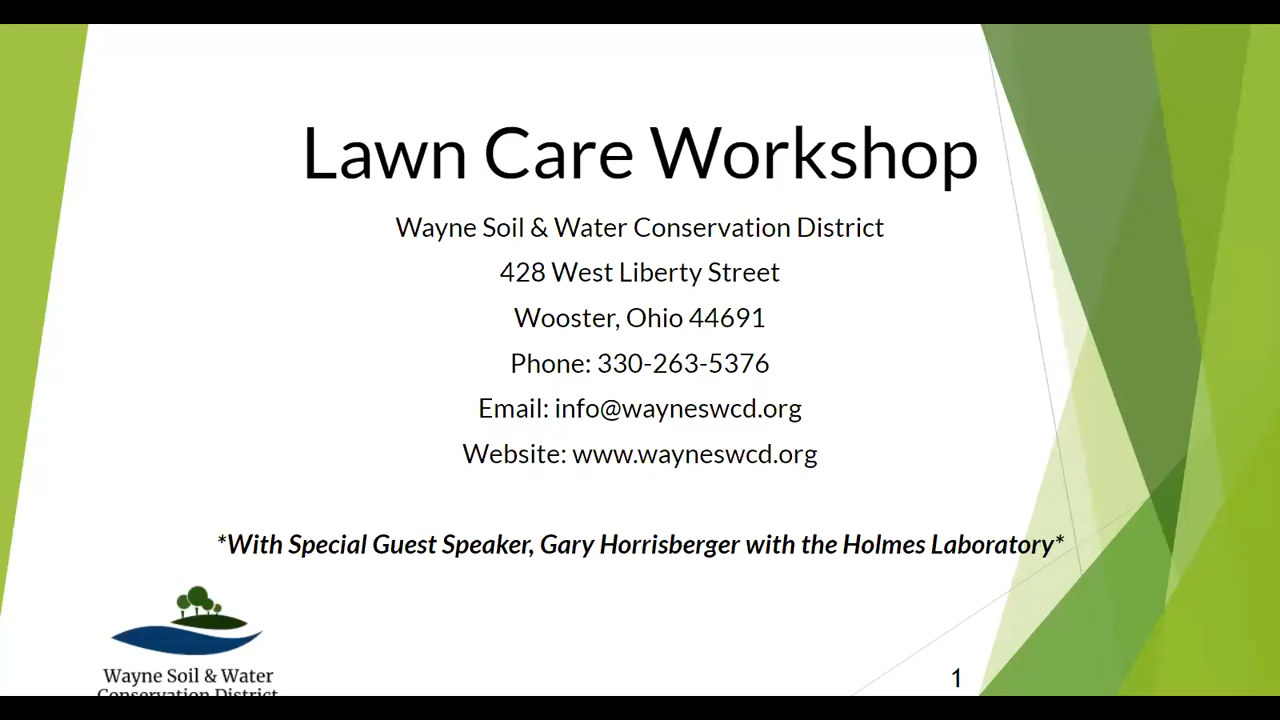 Lawn Care Workshop
Wayne Soil & Water Conservation District
428 West Liberty Street
Wooster, Ohio 44691
Phone: 330-263-5376
Email: info@wayneswcd.org
Website: www.wayneswcd.org
*With Special Guest Speaker, Gary Horrisberger with the Holmes Laboratory*
Wayne Soil & Water
Conservation District
1